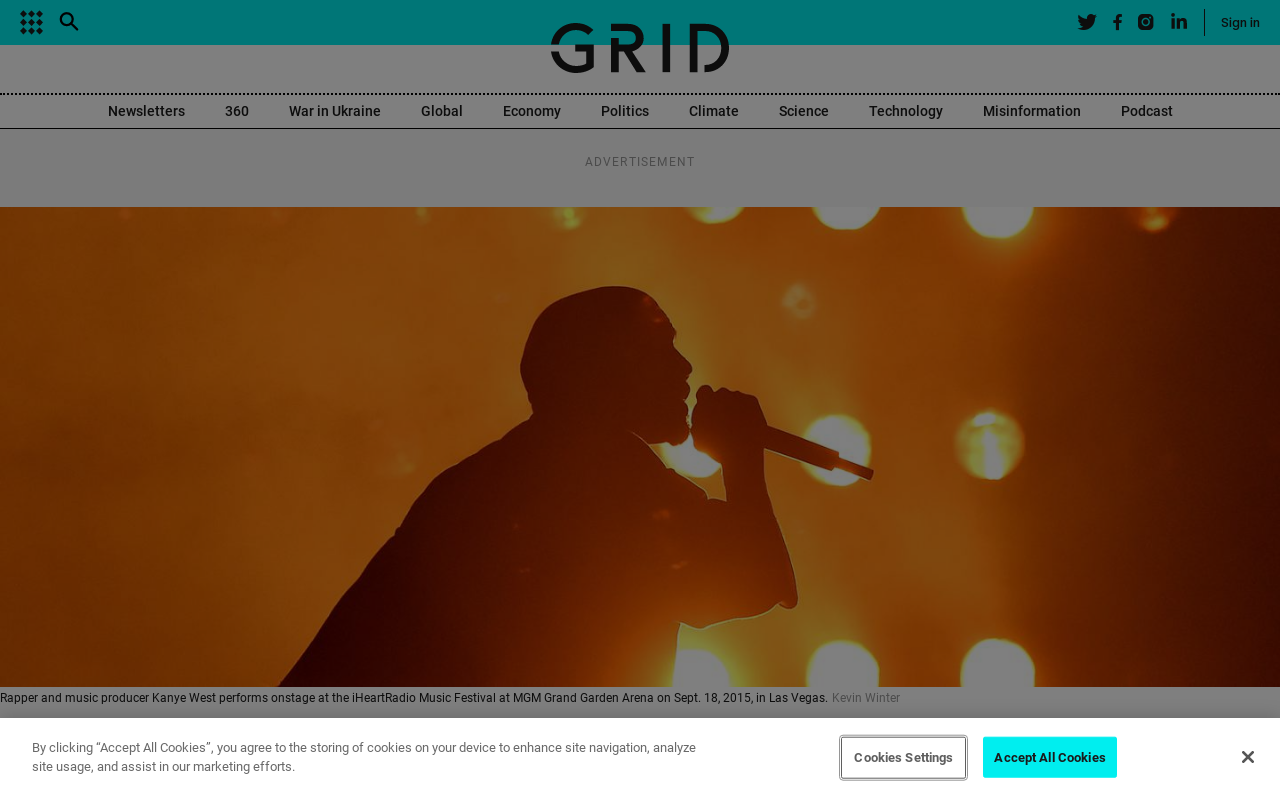 GRID
Sign in
Newsletters 360 War in Ukraine Global Economy Politics Climate Science Technology Misinformation Podcast
ADVERTISEMENT
Rapper and music producer Kanye West performs onstage at the iHeartRadio Music Festival at MGM Grand Garden Arena on Sept. 18, 2015, in Las Vegas. Kevin Winter
By clicking “Accept All Cookies”, you agree to the storing of cookies on your device to enhance site navigation, analyze
site usage, and assist in our marketing efforts.
Cookies Settings
Accept All Cookies